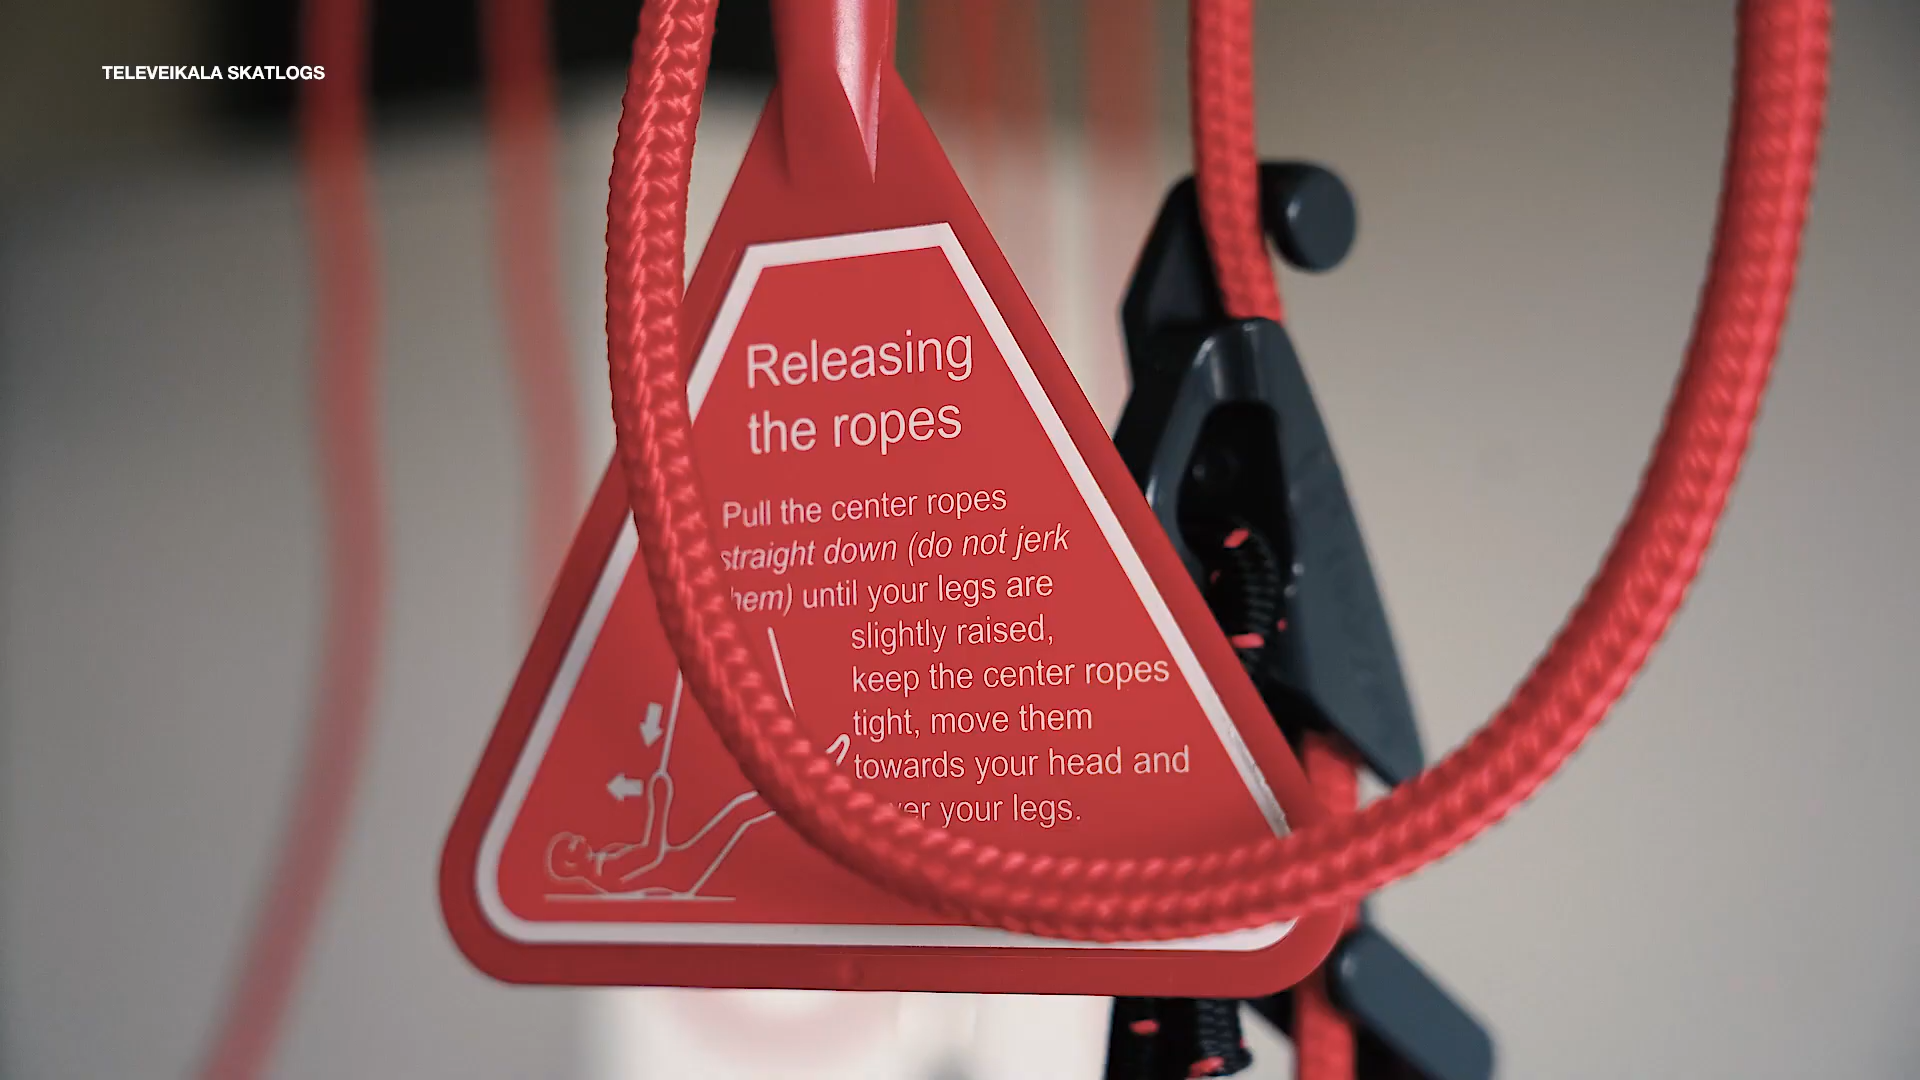 TELEVEIKALA SKATLOGS
Releasing
the ropes
Pull the center ropes
straight down (do not jerk
until your legs are
slightly raised,
keep the center ropes
tight, move them
towards your head and
your legs.